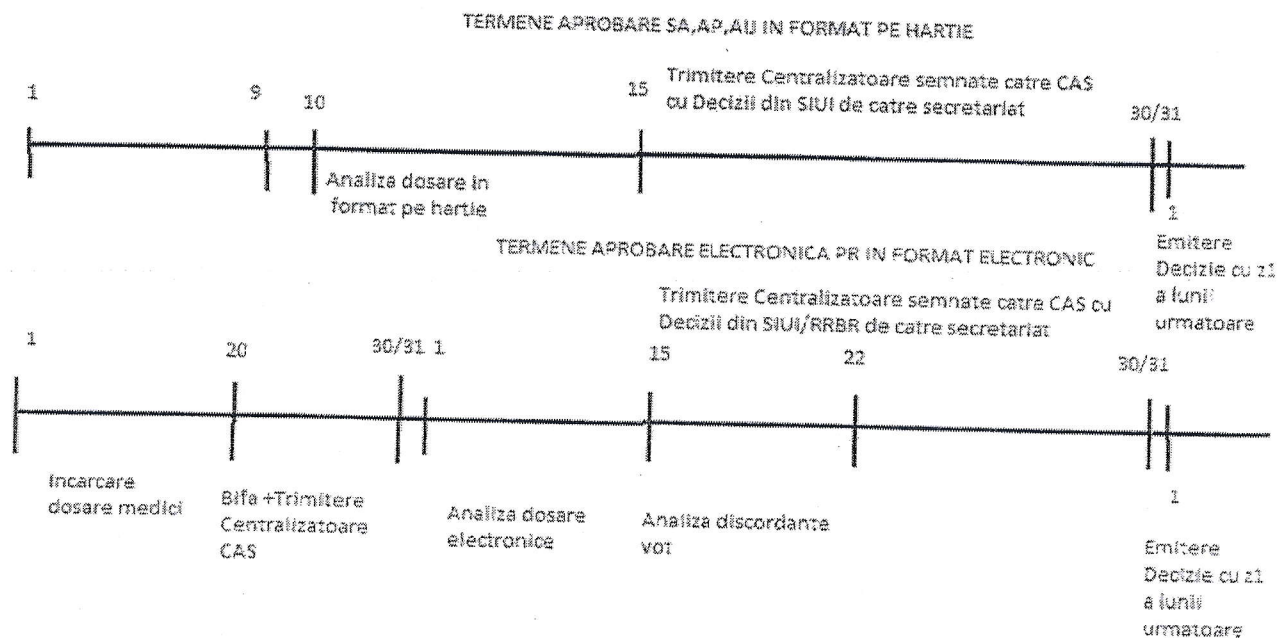 TERMENE APROBARE SA,AP,AU IN FORMAT PE HARTIE
1
9
10
15
Trimitere Centralizatoare semnate catre CAS
cu Decizii din SIUI de catre secretariat
30/31
Analiza dosare in
format pe hartie
1
Emitere
Decizie cu z1
a lunii
urmatoare
TERMENE APROBARE ELECTRONICA PR IN FORMAT ELECTRONIC
Trimitere Centralizatoare semnate catre CAS cu
Decizii din SIUI/RRBR de catre secretariat
1
20
30/31 1
15
22
30/31
Incarcare
dosare medici
Bifa +Trimitere
Centralizatoare
CAS
Analiza dosare
electronice
Analiza discordante
vot
1
Emitere
Decizie cu z1
a lunii
urmatoare